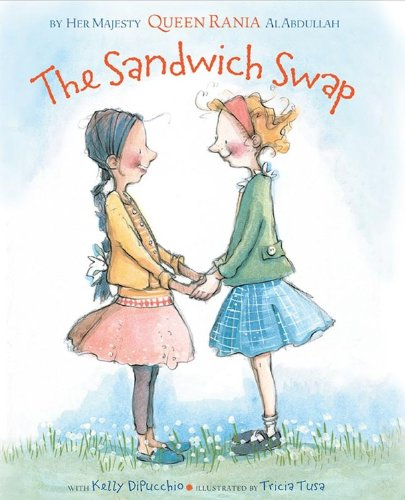 BY HER MAJESTY QUEEN RANIA AL ABDULLAH
The Sandwich Swap
WITH Kelly DiPucchio • ILLUSTRATED BY Tricia Tusa